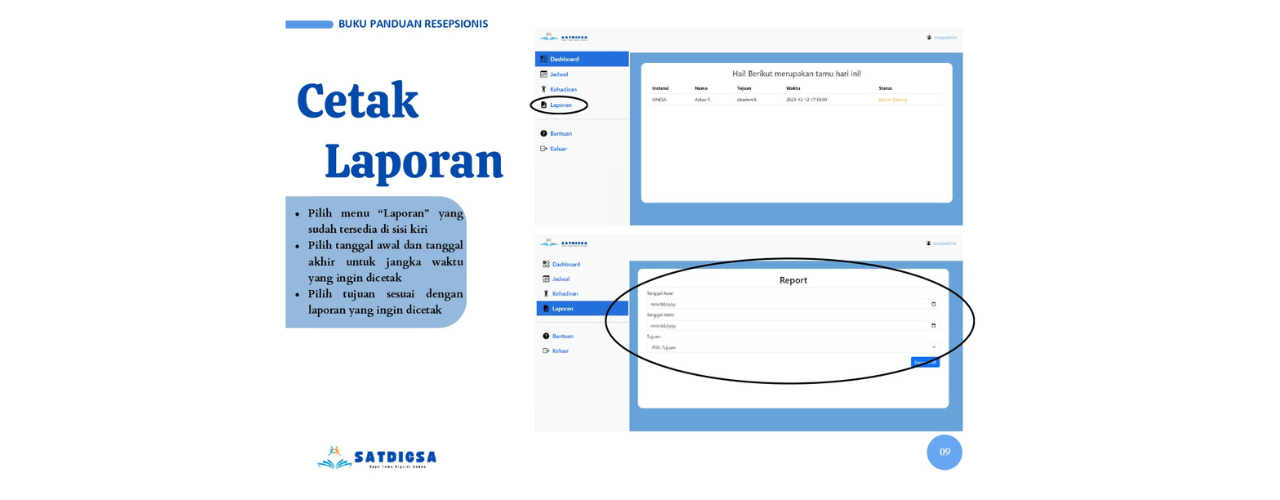 BUKU PANDUAN RESEPSIONIS
Cetak
Laporan
• Pilih menu “Laporan” yang
sudah tersedia di sisi kiri
• Pilih tanggal awal dan tanggal
akhir untuk jangka waktu
yang ingin dicetak
• Pilih tujuan sesuai dengan
laporan yang ingin dicetak
SATDIGSA
Buku Tamu Digital Unesa
SATDIGSA
Dashboard
Jadwal
Kehadiran
Laporan
Bantuan
Keluar
Hai! Berikut merupakan tamu hari ini!
Instansi Nama Tujuan Waktu Status
UNESA Akbar F. Akademik 2023-12-12 17:30:00 Belum Datang
SATDIGSA
Dashboard
Jadwal
Kehadiran
Laporan
Bantuan
Keluar
Report
Tanggal Awal:
mm/dd/yyyy
Tanggal Akhir:
mm/dd/yyyy
Tujuan :
-Pilih Tujuan-
09